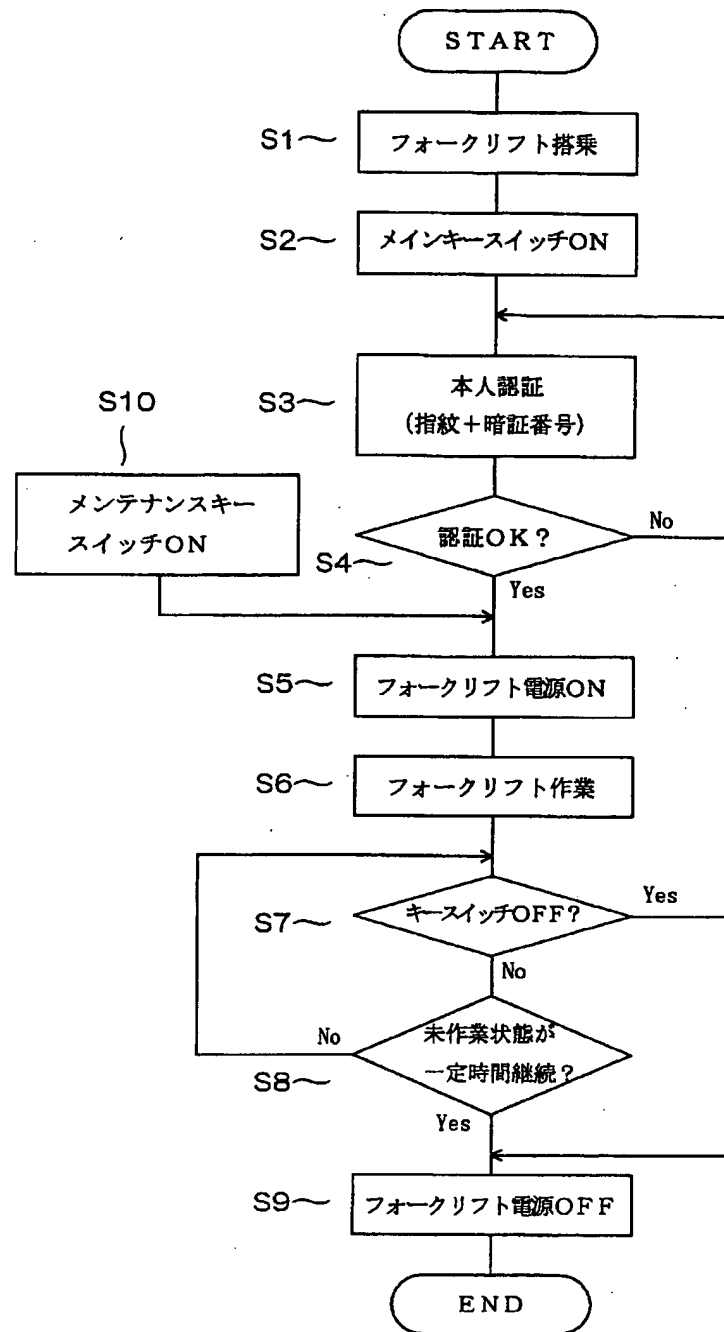 START
S1~
フォークリフト搭乗
S2~
メインキースイッチON
S3~
本人認証
(指紋+暗証番号)
S10
~
メンテナンスキー
スイッチON
S4~
認証OK?
No
Yes
S5~
フォークリフト電源ON
S6~
フォークリフト作業
S7~
キースイッチOFF?
Yes
No
S8~
未作業状態が
一定時間継続?
No
Yes
S9~
フォークリフト電源OFF
END